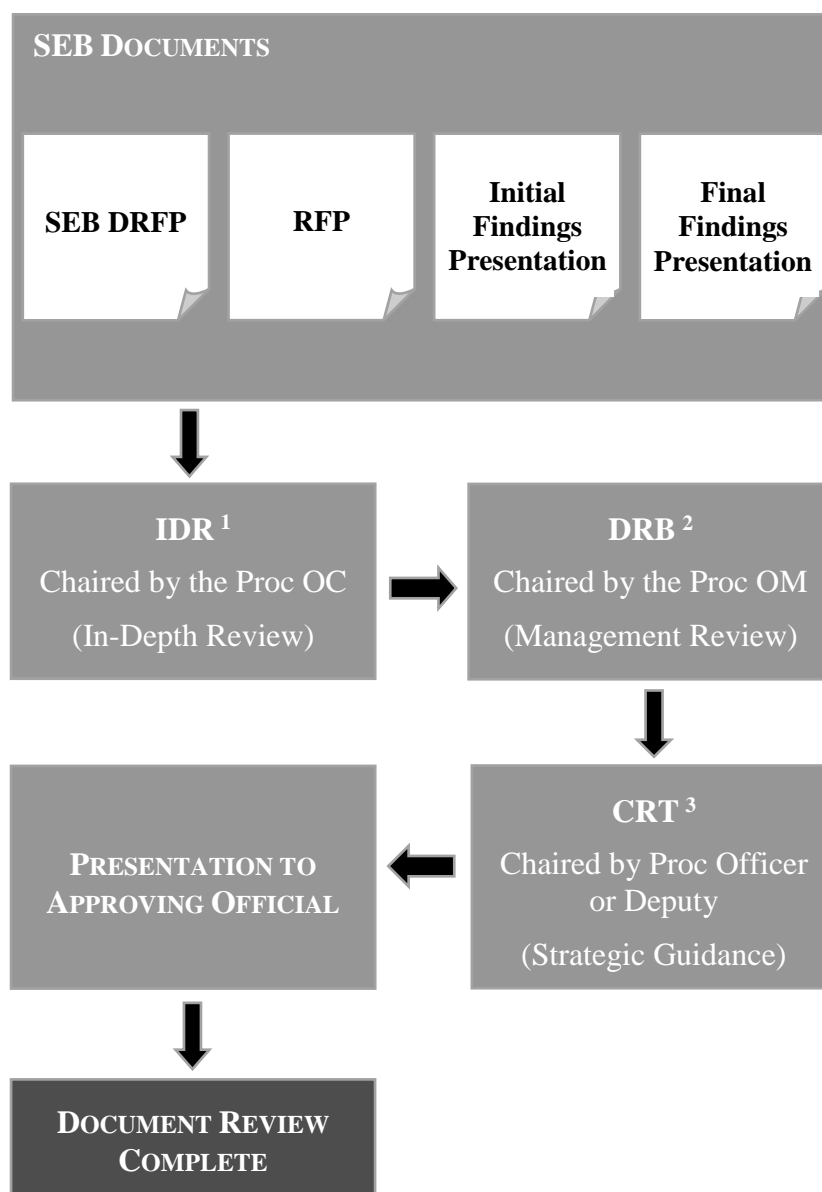 SEB DOCUMENTS
SEB DRFP
RFP
Initial
Findings
Presentation
Final
Findings
Presentation
IDR 1
Chaired by the Proc OC
(In-Depth Review)
DRB 2
Chaired by the Proc OM
(Management Review)
CRT 3
Chaired by Proc Officer
or Deputy
(Strategic Guidance)
PRESENTATION TO
APPROVING OFFICIAL
DOCUMENT REVIEW
COMPLETE